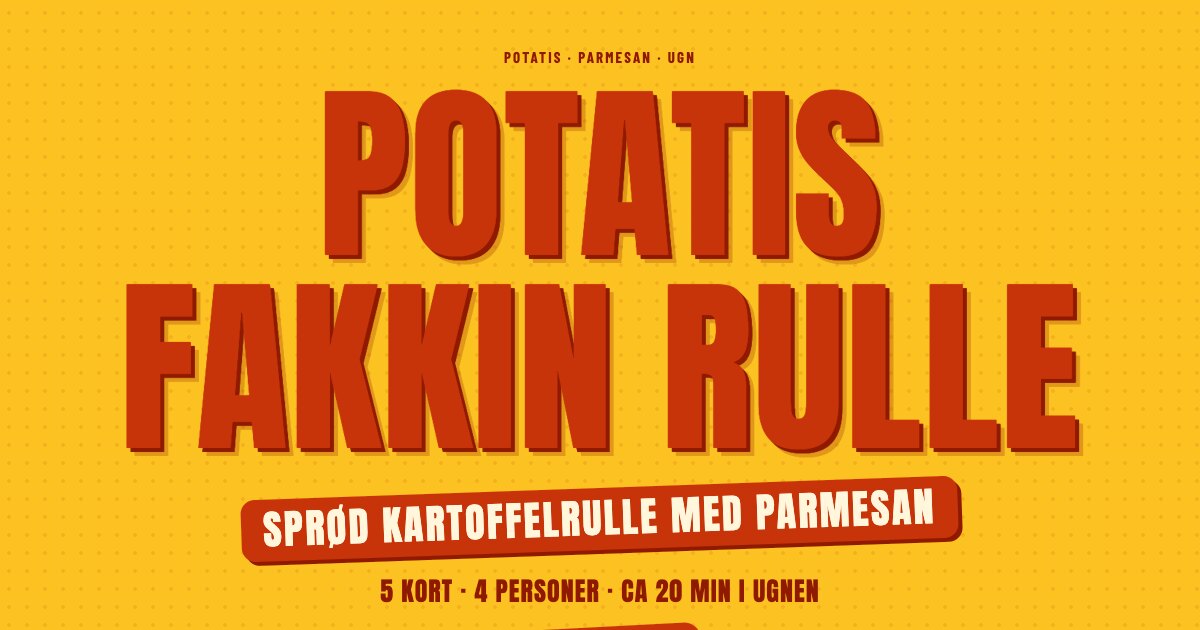 POTATIS · PARMESAN · UGN
POTATIS
FAKKIN RULLE
SPRØD KARTOFFELRULLE MED PARMESAN
5 KORT · 4 PERSONER · CA 20 MIN I UGNEN